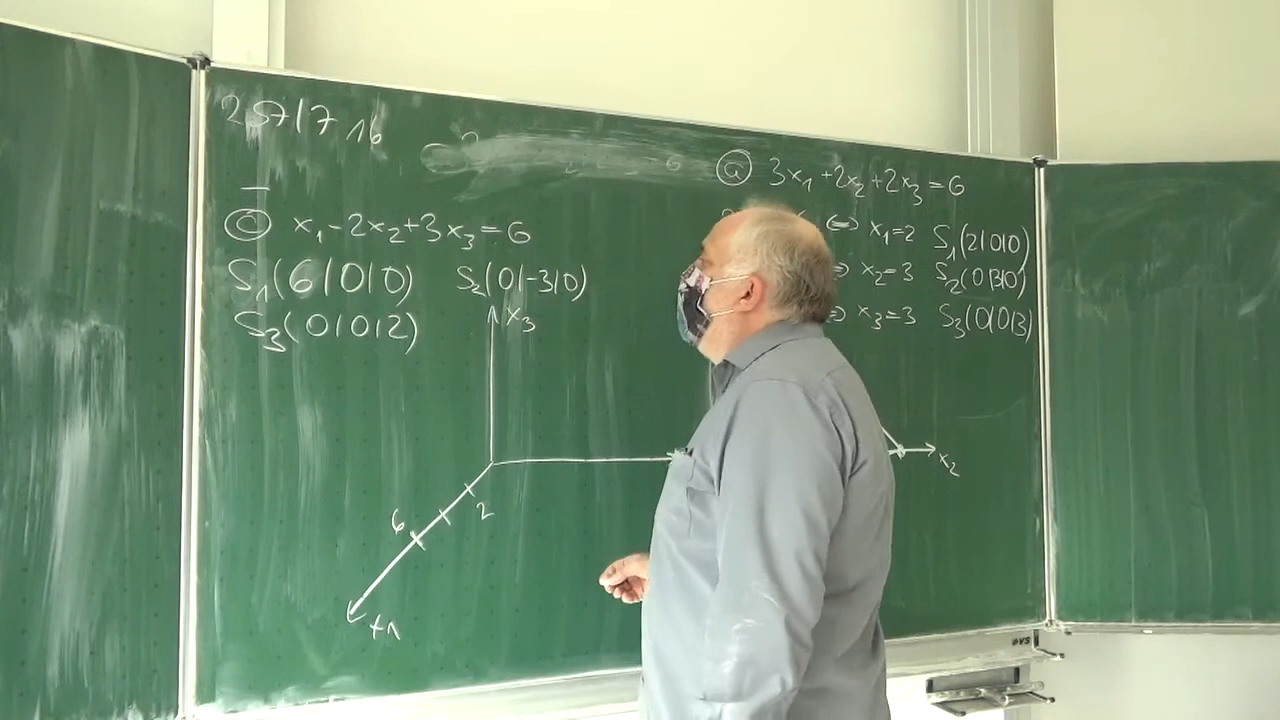 257/7 16
c x₁-2x₂+3x₃=6
S₁(6|0|0) S₂(0|-3|0)
S₃(0|0|2)
x₃
2
6
x₁
a 3x₁+2x₂+2x₃=6
⇔ x₁=2 S₁(2|0|0)
⇒ x₂=3 S₂(0|3|0)
⇒ x₃=3 S₃(0|0|3)
x₂